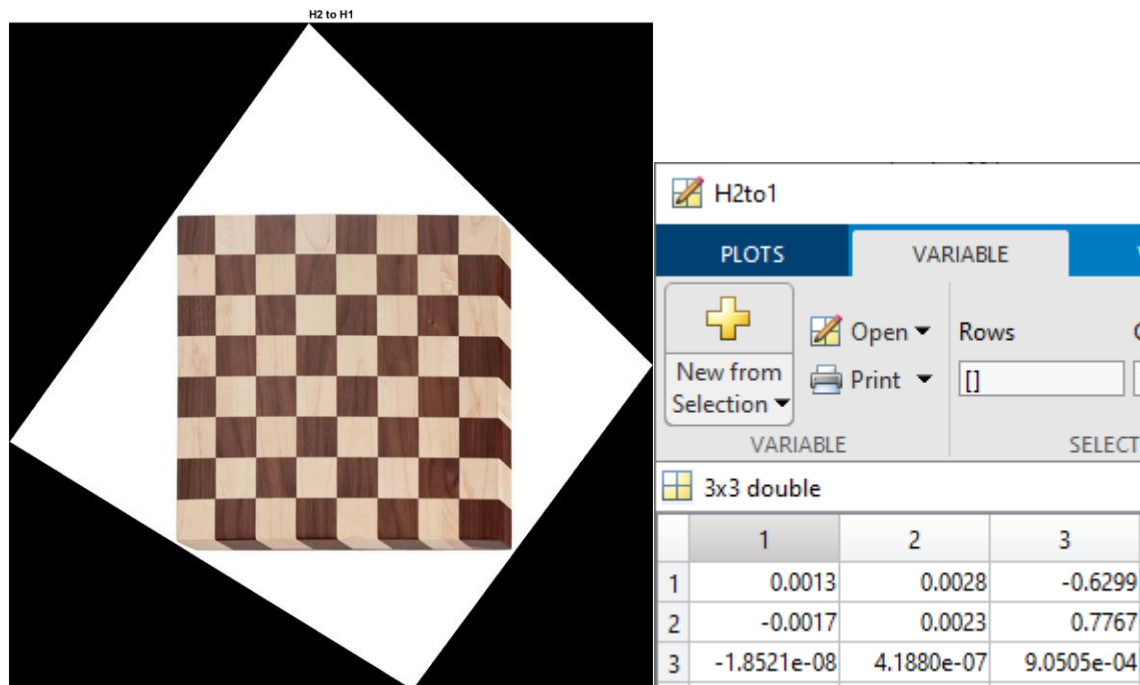 H2 to H1
H2to1
PLOTS VARIABLE
New from Selection
Open
Print
Rows
[]
VARIABLE SELECT
3x3 double
1 2 3
1 0.0013 0.0028 -0.6299
2 -0.0017 0.0023 0.7767
3 -1.8521e-08 4.1880e-07 9.0505e-04